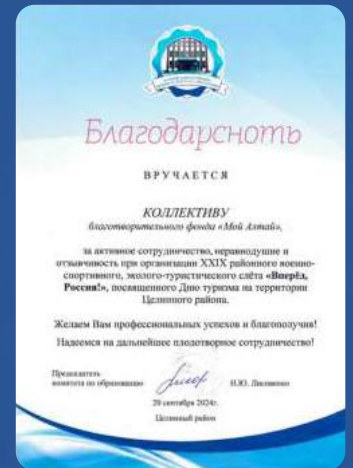 Благодарсноть
ВРУЧАЕТСЯ
КОЛЛЕКТИВУ
благотворительного фонда «Мой Алтай»,
за активное сотрудничество, неравнодушие и
отзывчивость при организации XXIX районного военно-
спортивного, эколого-туристического слёта «Вперёд,
Россия!», посвященного Дню туризма на территории
Целинного района.
Желаем Вам профессиональных успехов и благополучия!
Надеемся на дальнейшее плодотворное сотрудничество!
Председатель
комитета по образованию
20 сентября 2024г.
Целинный район